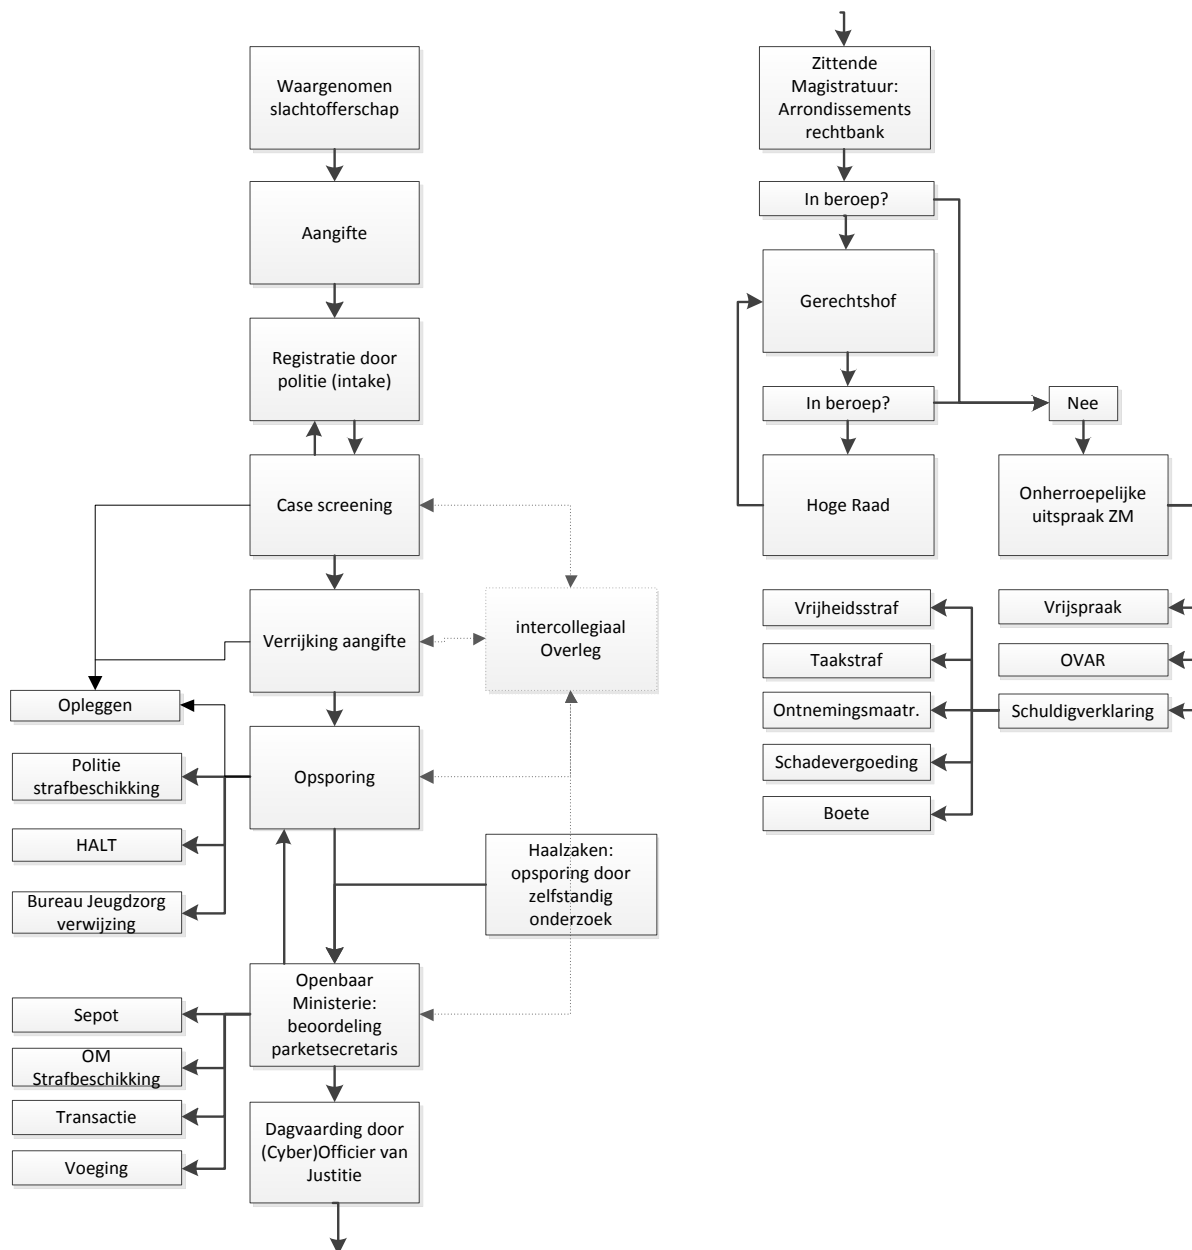 Waargenomen
slachtofferschap
Aangifte
Registratie door
politie (intake)
Case screening
Verrijking aangifte
intercollegiaal
Overleg
Opleggen
Opsporing
Politie
strafbeschikking
HALT
Bureau Jeugdzorg
verwijzing
Haalzaken:
opsporing door
zelfstandig
onderzoek
Openbaar
Ministerie:
beoordeling
parketsecretaris
Sepot
OM
Strafbeschikking
Transactie
Voeging
Dagvaarding door
(Cyber)Officier van
Justitie
Zittende
Magistratuur:
Arrondissements
rechtbank
In beroep?
Gerechtshof
In beroep?
Nee
Hoge Raad
Onherroepelijke
uitspraak ZM
Vrijheidsstraf
Vrijspraak
Taakstraf
OVAR
Ontnemingsmaatr.
Schuldigverklaring
Schadevergoeding
Boete